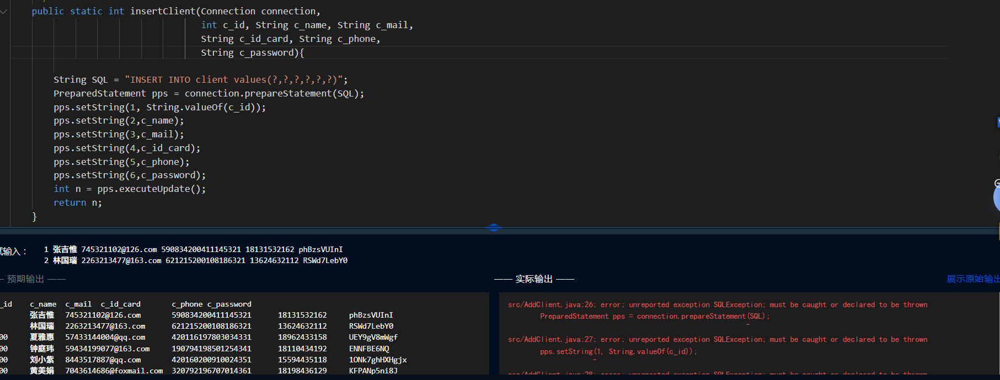 public static int insertClient(Connection connection,
int c_id, String c_name, String c_mail,
String c_id_card, String c_phone,
String c_password){
String SQL = "INSERT INTO client values(?,?,?,?,?,?)";
PreparedStatement pps = connection.prepareStatement(SQL);
pps.setString(1, String.valueOf(c_id));
pps.setString(2,c_name);
pps.setString(3,c_mail);
pps.setString(4,c_id_card);
pps.setString(5,c_phone);
pps.setString(6,c_password);
int n = pps.executeUpdate();
return n;
}
试输入： 1 张吉惟 745321102@126.com 590834200411145321 18131532162 phBzsVUInI
2 林国瑞 2263213477@163.com 621215200108186321 13624632112 RSWd7LebY0
— 预期输出 ——
—— 实际输出 ——
展示原始输出
_id c_name c_mail c_id_card c_phone c_password
张吉惟 745321102@126.com 590834200411145321 18131532162 phBzsVUInI
林国瑞 2263213477@163.com 621215200108186321 13624632112 RSWd7LebY0
00 夏雅惠 57433144004@qq.com 420116197803034331 18962433158 UEY9gV8mWgf
00 钟庭玮 59434199077@163.com 190794198501254341 18110434192 ENNFBE6NQ
00 刘小紫 8443517887@qq.com 420160200910024351 15594435118 1ONk7ghHXHgjx
00 黄美娟 7043614686@foxmail.com 320792196707014361 18198436129 KFPANp5ni8J
src/AddClient.java:26: error: unreported exception SQLException; must be caught or declared to be thrown
PreparedStatement pps = connection.prepareStatement(SQL);
^
src/AddClient.java:27: error: unreported exception SQLException; must be caught or declared to be thrown
pps.setString(1, String.valueOf(c_id));
^
src/AddClient.java:28: error: unreported exception SQLException; must be caught or declared to be thrown